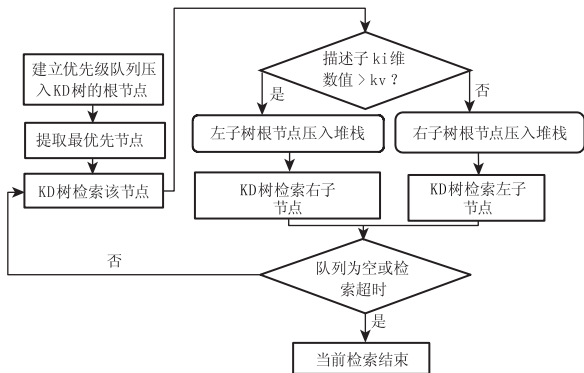 建立优先级队列压
入KD树的根节点
提取最优先节点
KD树检索该节点
描述子ki维
数值>kv?
是
否
左子树根节点压入堆栈
右子树根节点压入堆栈
KD树检索右子
节点
KD树检索左子
节点
否
队列为空或检
索超时
是
当前检索结束